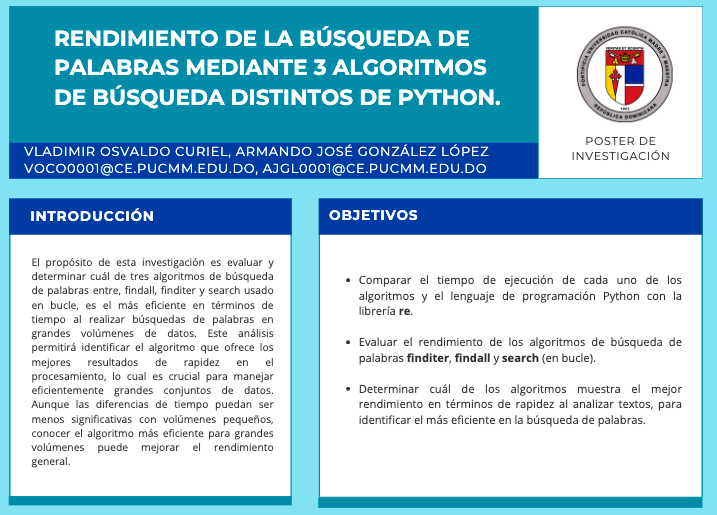 RENDIMIENTO DE LA BÚSQUEDA DE
PALABRAS MEDIANTE 3 ALGORITMOS
DE BÚSQUEDA DISTINTOS DE PYTHON.
VLADIMIR OSVALDO CURIEL, ARMANDO JOSÉ GONZÁLEZ LÓPEZ
VOCO0001@CE.PUCMM.EDU.DO, AJGL0001@CE.PUCMM.EDU.DO
PONTIFICIA UNIVERSIDAD CATÓLICA MADRE Y MAESTRA
VERITAS ET SCIENTIA
REPÚBLICA DOMINICANA
POSTER DE
INVESTIGACIÓN
INTRODUCCIÓN
El propósito de esta investigación es evaluar y
determinar cuál de tres algoritmos de búsqueda
de palabras entre, findall, finditer y search usado
en bucle, es el más eficiente en términos de
tiempo al realizar búsquedas de palabras en
grandes volúmenes de datos. Este análisis
permitirá identificar el algoritmo que ofrece los
mejores resultados de rapidez en el
procesamiento, lo cual es crucial para manejar
eficientemente grandes conjuntos de datos.
Aunque las diferencias de tiempo puedan ser
menos significativas con volúmenes pequeños,
conocer el algoritmo más eficiente para grandes
volúmenes puede mejorar el rendimiento
general.
OBJETIVOS
• Comparar el tiempo de ejecución de cada uno de los
algoritmos y el lenguaje de programación Python con la
librería re.
• Evaluar el rendimiento de los algoritmos de búsqueda de
palabras finditer, findall y search (en bucle).
• Determinar cuál de los algoritmos muestra el mejor
rendimiento en términos de rapidez al analizar textos, para
identificar el más eficiente en la búsqueda de palabras.